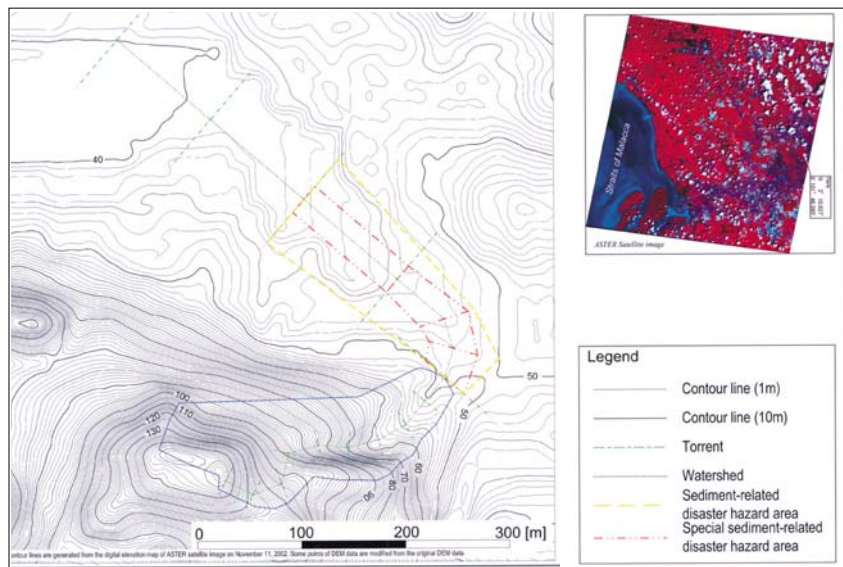 40
50
50
100
120
110
130
60
70
80
90
0 100 200 300 [m]
contour lines are generated from the digital elevation map of ASTER satellite image on November 11, 2002. Some points of DEM data are modified from the original DEM data.
Straits of Malacca
ASTER Satellite image
Legend
Contour line (1m)
Contour line (10m)
Torrent
Watershed
Sediment-related
disaster hazard area
Special sediment-related
disaster hazard area